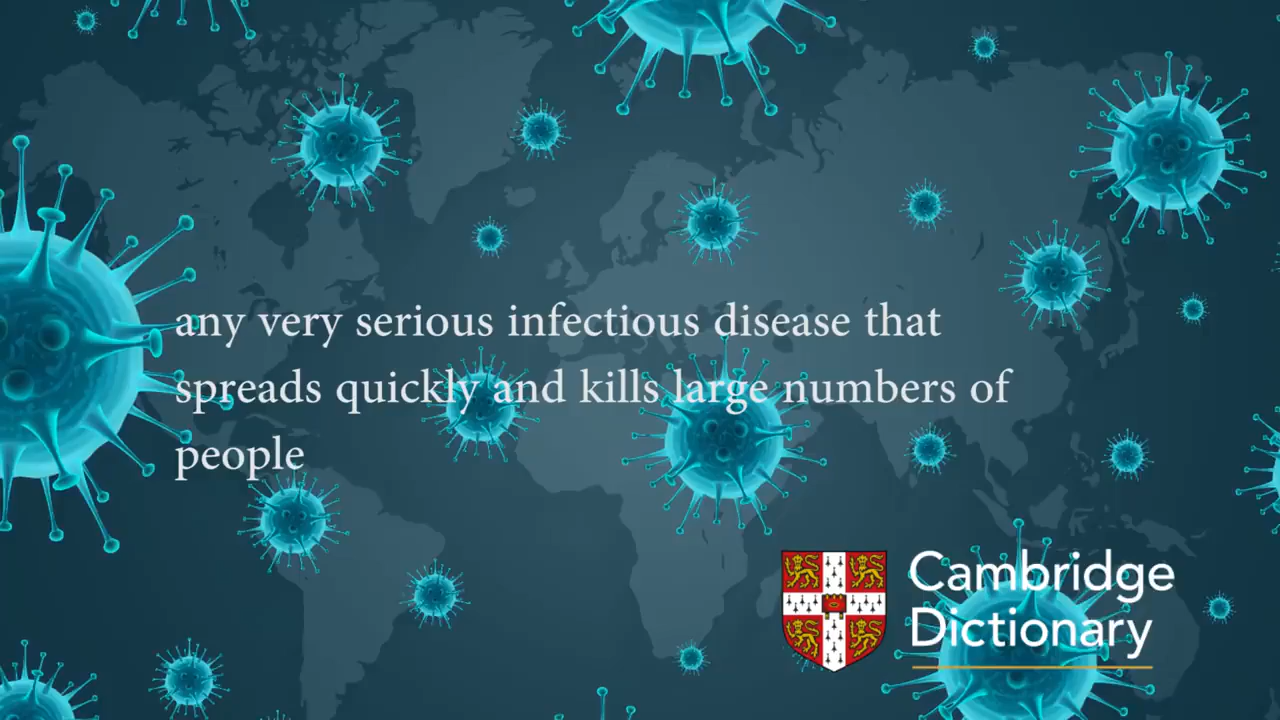 any very serious infectious disease that
spreads quickly and kills large numbers of
people
Cambridge
Dictionary